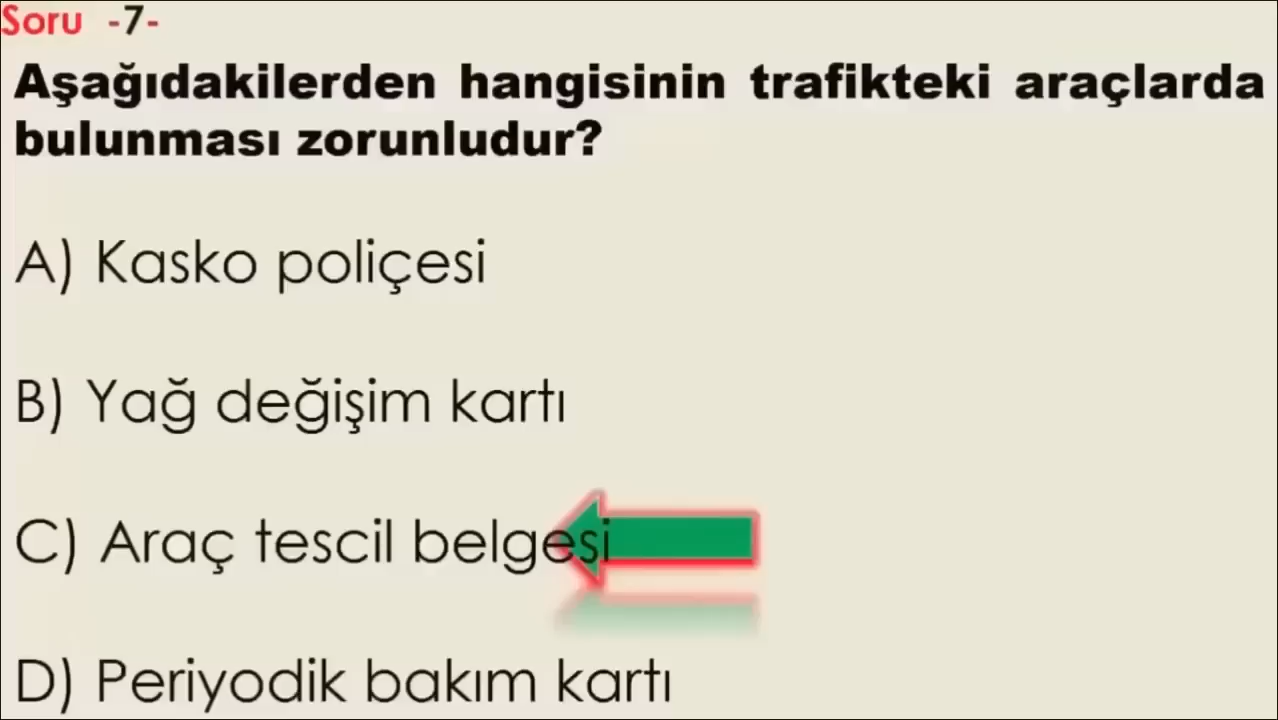 Soru -7-
Aşağıdakilerden hangisinin trafikteki araçlarda
bulunması zorunludur?
A) Kasko poliçesi
B) Yağ değişim kartı
C) Araç tescil belgesi
D) Periyodik bakım kartı